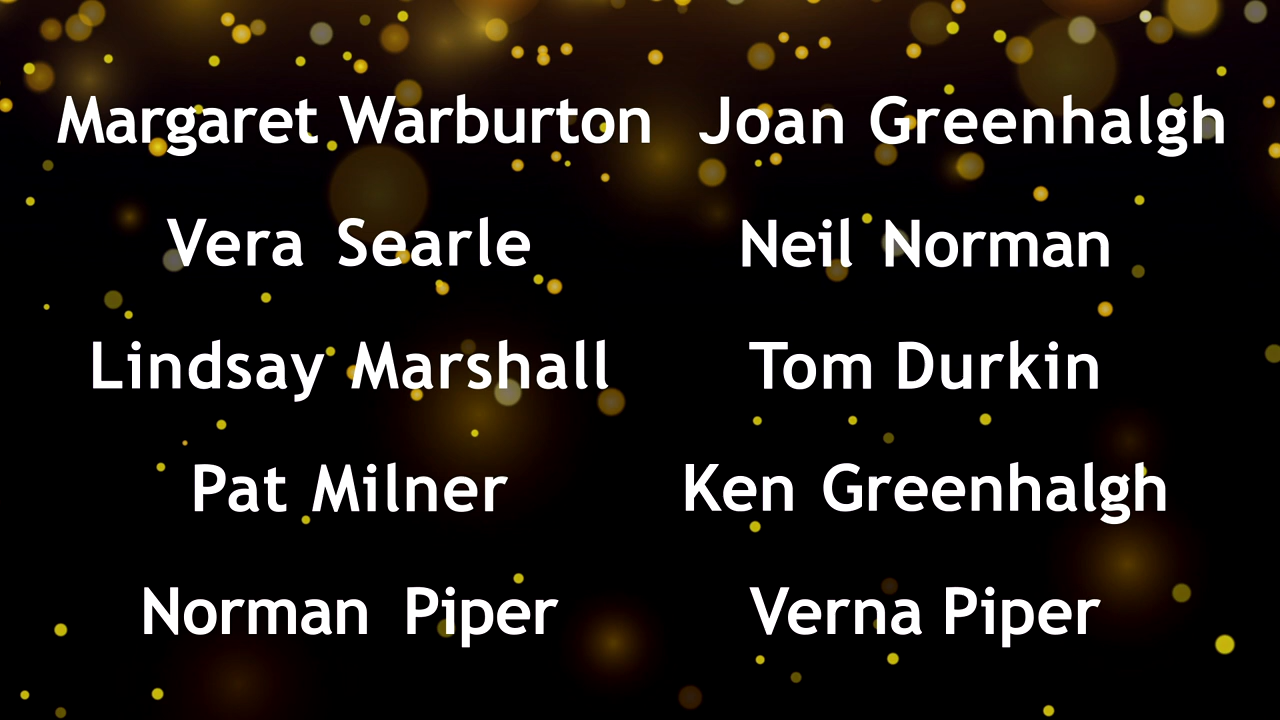 Margaret Warburton Joan Greenhalgh
Vera Searle Neil Norman
Lindsay Marshall Tom Durkin
Pat Milner Ken Greenhalgh
Norman Piper Verna Piper